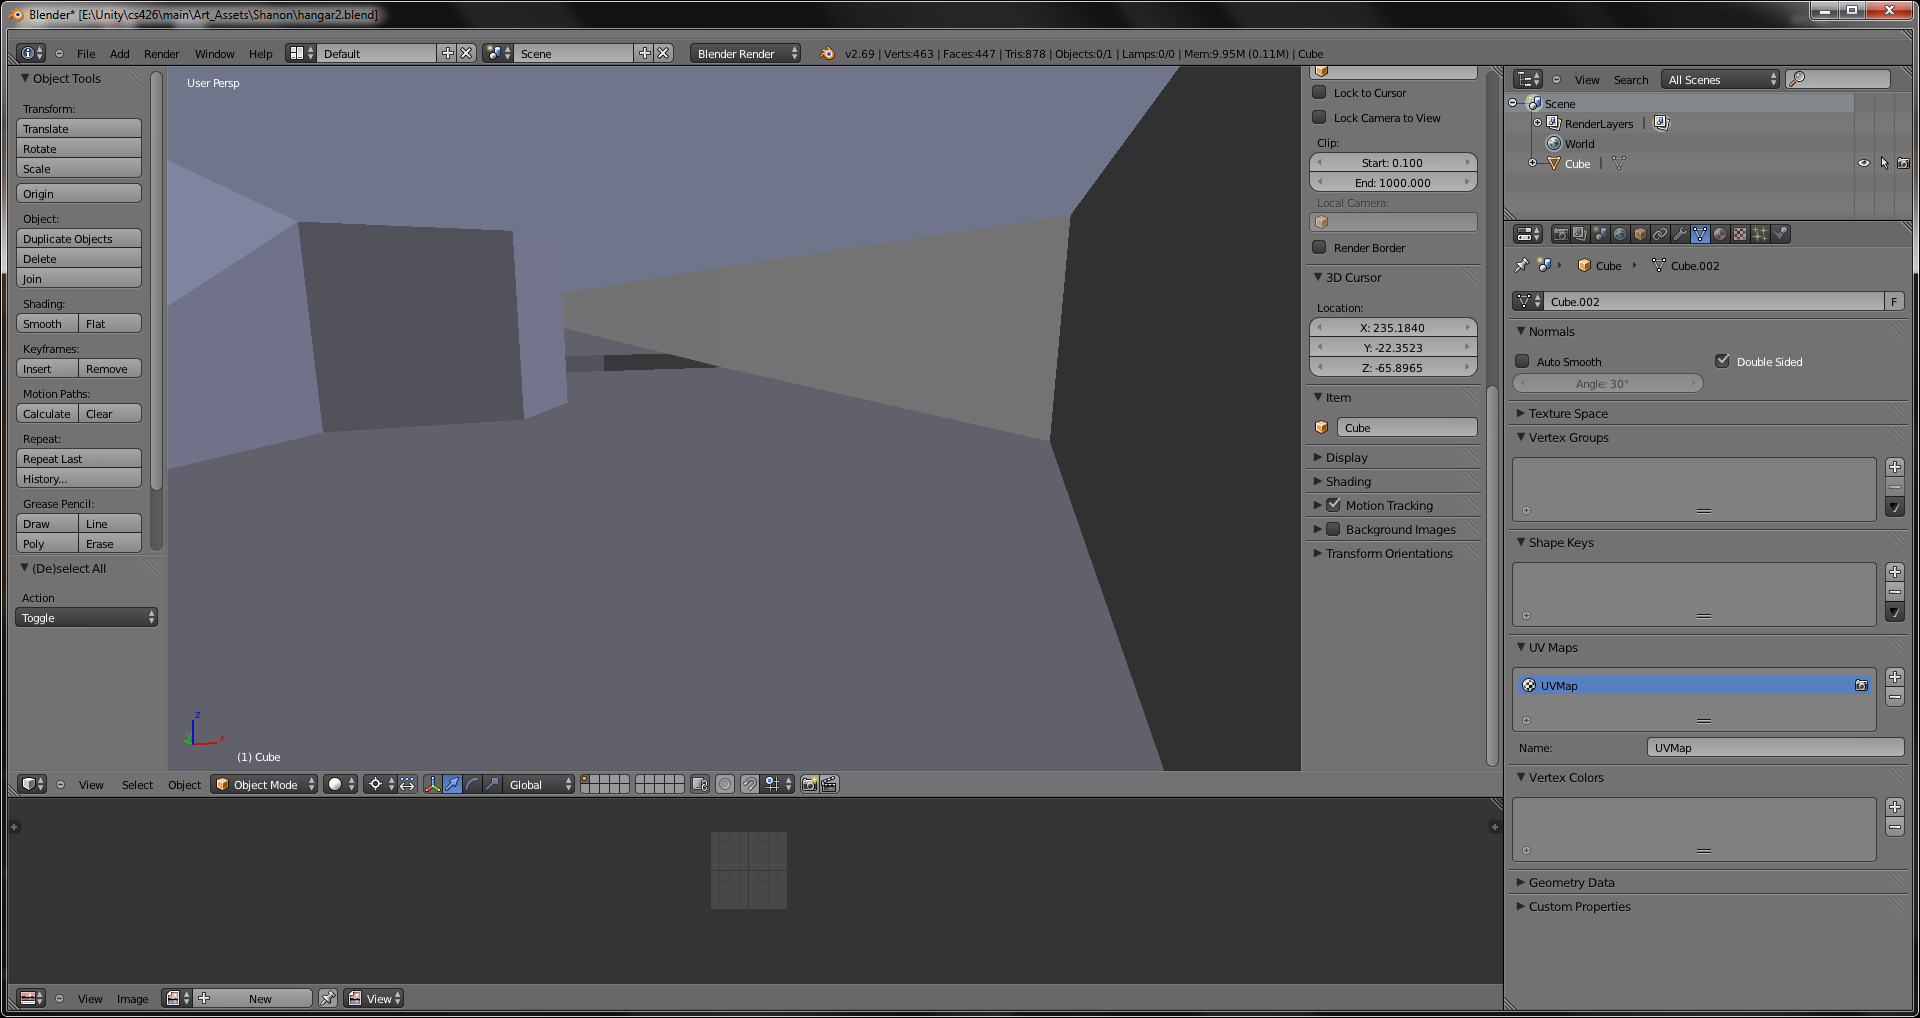 Blender* [E:\Unity\cs426\main\Art_Assets\Shanon\hangar2.blend]
File Add Render Window Help Default Scene Blender Render v2.69 | Verts:463 | Faces:447 | Tris:878 | Objects:0/1 | Lamps:0/0 | Mem:9.95M (0.11M) | Cube
Object Tools
Transform:
Translate
Rotate
Scale
Origin
Object:
Duplicate Objects
Delete
Join
Shading:
Smooth Flat
Keyframes:
Insert Remove
Motion Paths:
Calculate Clear
Repeat:
Repeat Last
History...
Grease Pencil:
Draw Line
Poly Erase
(De)select All
Action
Toggle
User Persp
z
x
(1) Cube
Lock to Cursor
Lock Camera to View
Clip:
Start: 0.100
End: 1000.000
Local Camera:
Render Border
3D Cursor
Location:
X: 235.1840
Y: -22.3523
Z: -65.8965
Item
Cube
Display
Shading
Motion Tracking
Background Images
Transform Orientations
View Select Object Object Mode Global
View Image New View
View Search All Scenes
Scene
RenderLayers |
World
Cube |
Cube Cube.002
Cube.002 F
Normals
Auto Smooth Double Sided
Angle: 30°
Texture Space
Vertex Groups
Shape Keys
UV Maps
UVMap
Name: UVMap
Vertex Colors
Geometry Data
Custom Properties